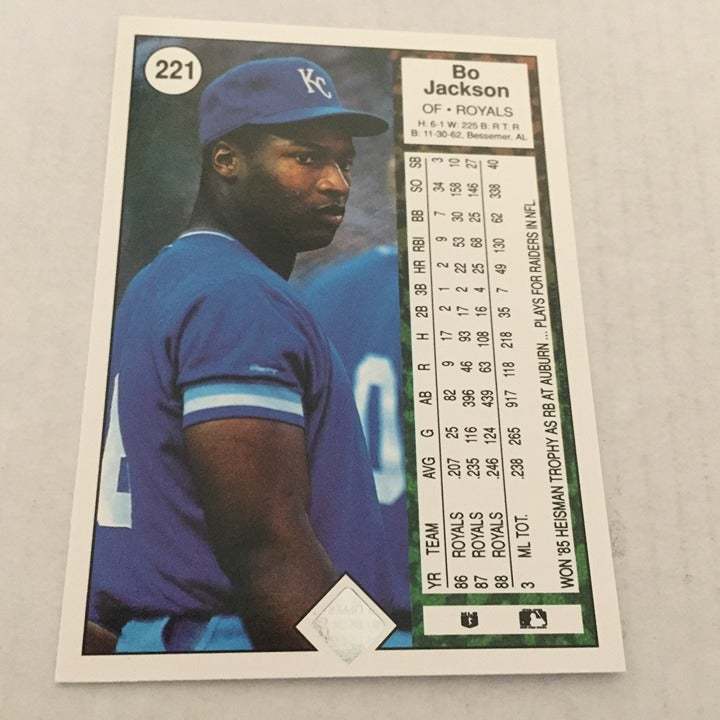 221
KC
Bo
Jackson
OF • ROYALS
H: 6-1 W: 225 B: R T: R
B: 11-30-62, Bessemer, AL
YR TEAM AVG G AB R H 2B 3B HR RBI BB SO SB
86 ROYALS .207 25 82 9 17 2 1 2 9 7 34 3
87 ROYALS .235 116 396 46 93 17 2 22 53 30 158 10
88 ROYALS .246 124 439 63 108 16 4 25 68 25 146 27
3 ML TOT. .238 265 917 118 218 35 7 49 130 62 338 40
WON '85 HEISMAN TROPHY AS RB AT AUBURN ... PLAYS FOR RAIDERS IN NFL